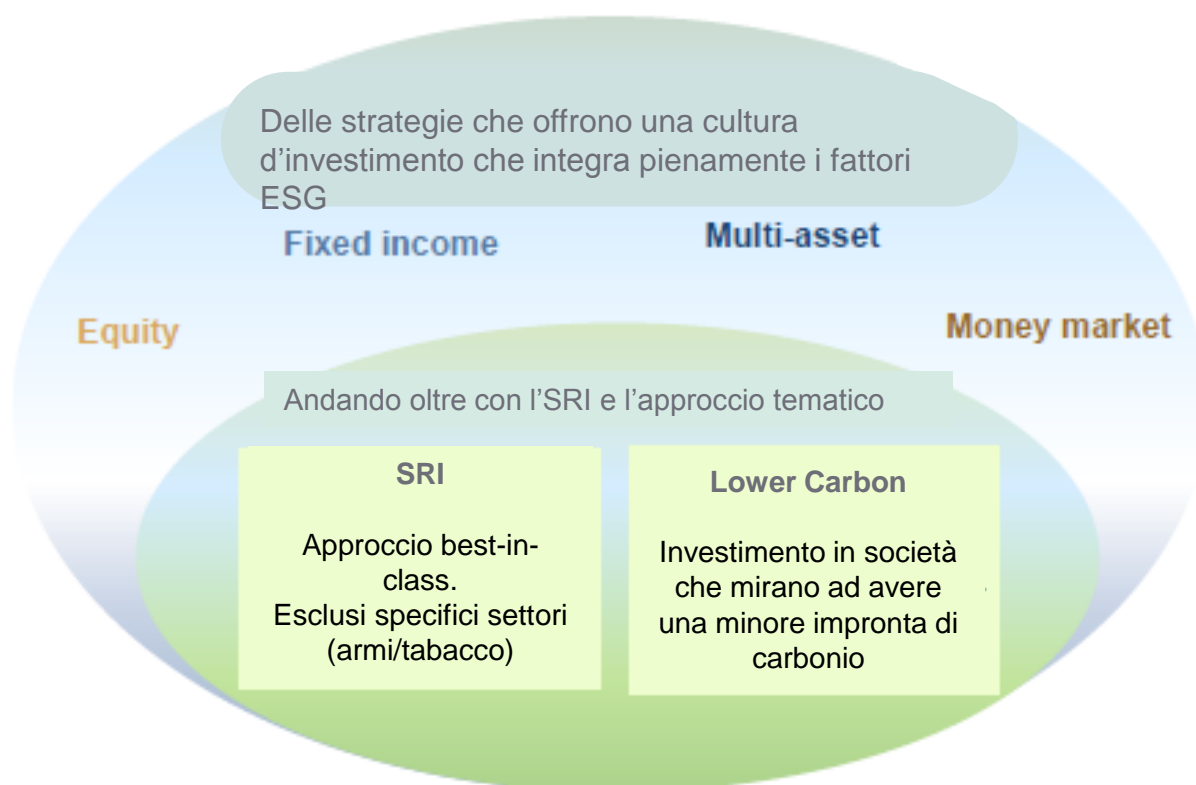 Delle strategie che offrono una cultura
d’investimento che integra pienamente i fattori
ESG
Fixed income
Multi-asset
Equity
Money market
Andando oltre con l’SRI e l’approccio tematico
SRI
Approccio best-in-
class.
Esclusi specifici settori
(armi/tabacco)
Lower Carbon
Investimento in società
che mirano ad avere
una minore impronta di
carbonio